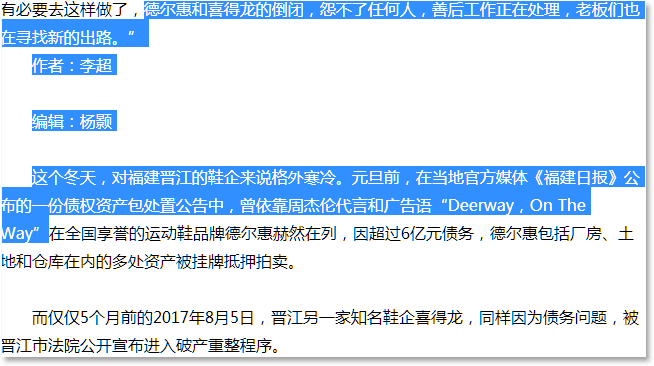 有必要去这样做了，德尔惠和喜得龙的倒闭，怨不了任何人，善后工作正在处理，老板们也
在寻找新的出路。”
作者：李超
编辑：杨颢
这个冬天，对福建晋江的鞋企来说格外寒冷。元旦前，在当地官方媒体《福建日报》公
布的一份债权资产包处置公告中，曾依靠周杰伦代言和广告语“Deerway，On The
Way”在全国享誉的运动鞋品牌德尔惠赫然在列，因超过6亿元债务，德尔惠包括厂房、土
地和仓库在内的多处资产被挂牌抵押拍卖。
而仅仅5个月前的2017年8月5日，晋江另一家知名鞋企喜得龙，同样因为债务问题，被
晋江市法院公开宣布进入破产重整程序。